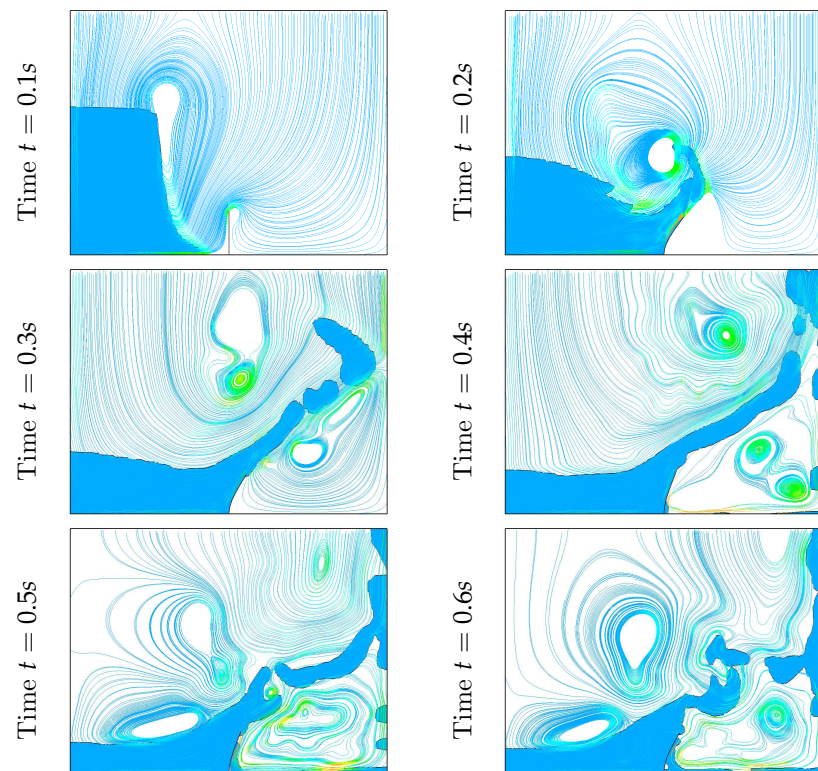 Time t = 0.1s
Time t = 0.2s
Time t = 0.3s
Time t = 0.4s
Time t = 0.5s
Time t = 0.6s